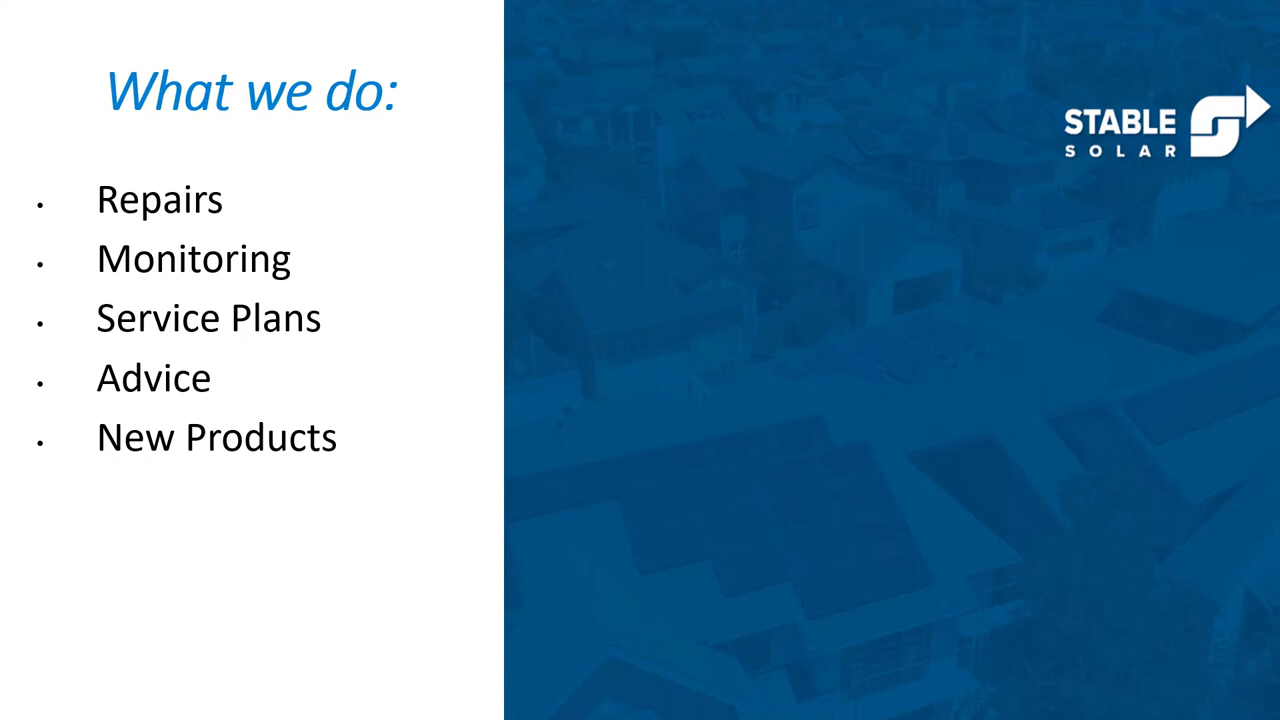 What we do:
• Repairs
• Monitoring
• Service Plans
• Advice
• New Products
STABLE
SOLAR